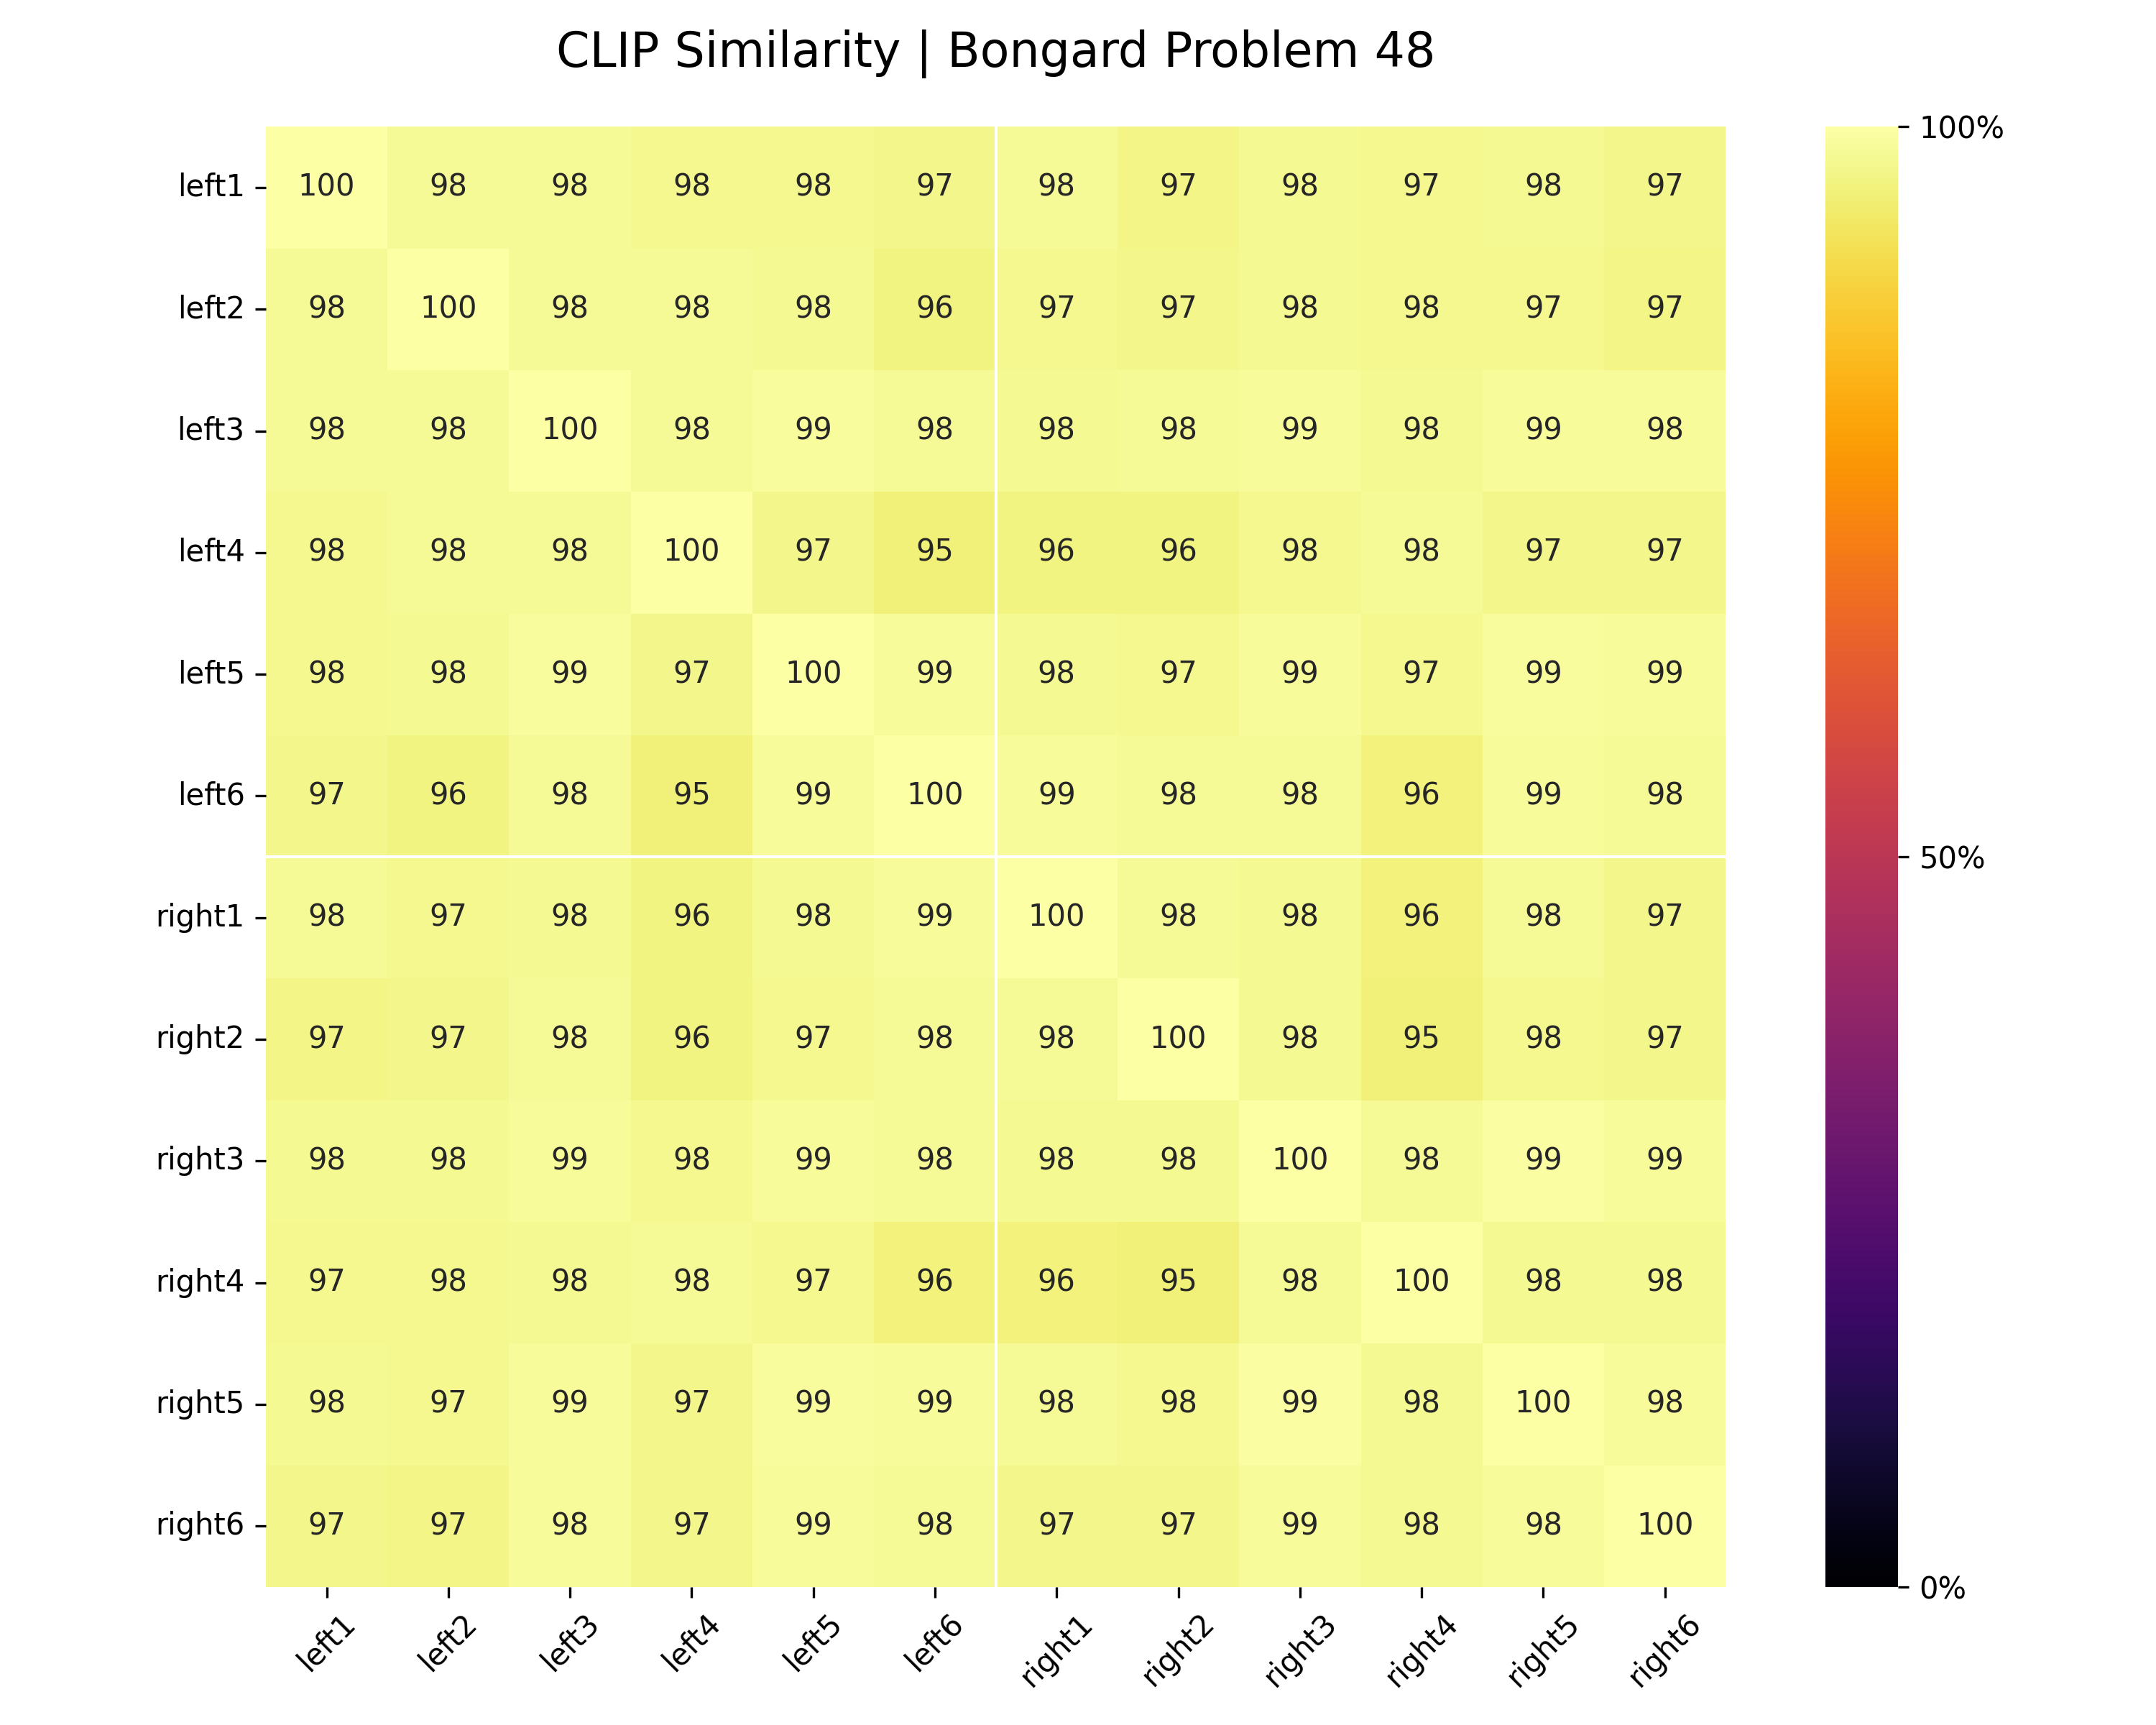 CLIP Similarity | Bongard Problem 48
left1 100 98 98 98 98 97 98 97 98 97 98 97
left2 98 100 98 98 98 96 97 97 98 98 97 97
left3 98 98 100 98 99 98 98 98 99 98 99 98
left4 98 98 98 100 97 95 96 96 98 98 97 97
left5 98 98 99 97 100 99 98 97 99 97 99 99
left6 97 96 98 95 99 100 99 98 98 96 99 98
right1 98 97 98 96 98 99 100 98 98 96 98 97
right2 97 97 98 96 97 98 98 100 98 95 98 97
right3 98 98 99 98 99 98 98 98 100 98 99 99
right4 97 98 98 98 97 96 96 95 98 100 98 98
right5 98 97 99 97 99 99 98 98 99 98 100 98
right6 97 97 98 97 99 98 97 97 99 98 98 100
left1 left2 left3 left4 left5 left6 right1 right2 right3 right4 right5 right6
100%
50%
0%